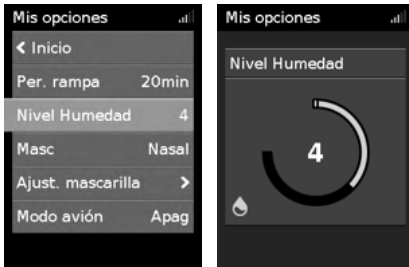 Mis opciones
Inicio
Per. rampa 20min
Nivel Humedad 4
Masc Nasal
Ajust. mascarilla
Modo avión Apag
Mis opciones
Nivel Humedad
4